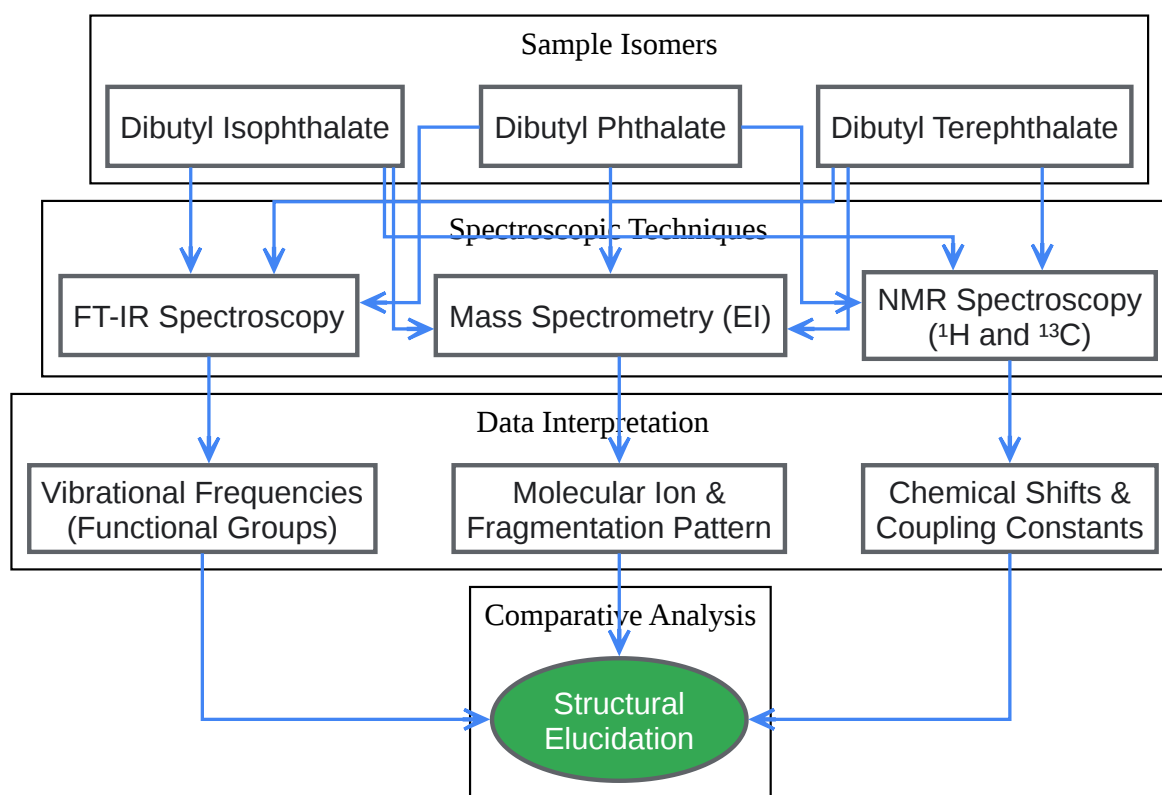 Sample Isomers
Dibutyl Isophthalate
Dibutyl Phthalate
Dibutyl Terephthalate
Spectroscopic Techniques
FT-IR Spectroscopy
Mass Spectrometry (EI)
NMR Spectroscopy
(¹H and ¹³C)
Data Interpretation
Vibrational Frequencies
(Functional Groups)
Molecular Ion &
Fragmentation Pattern
Chemical Shifts &
Coupling Constants
Comparative Analysis
Structural
Elucidation